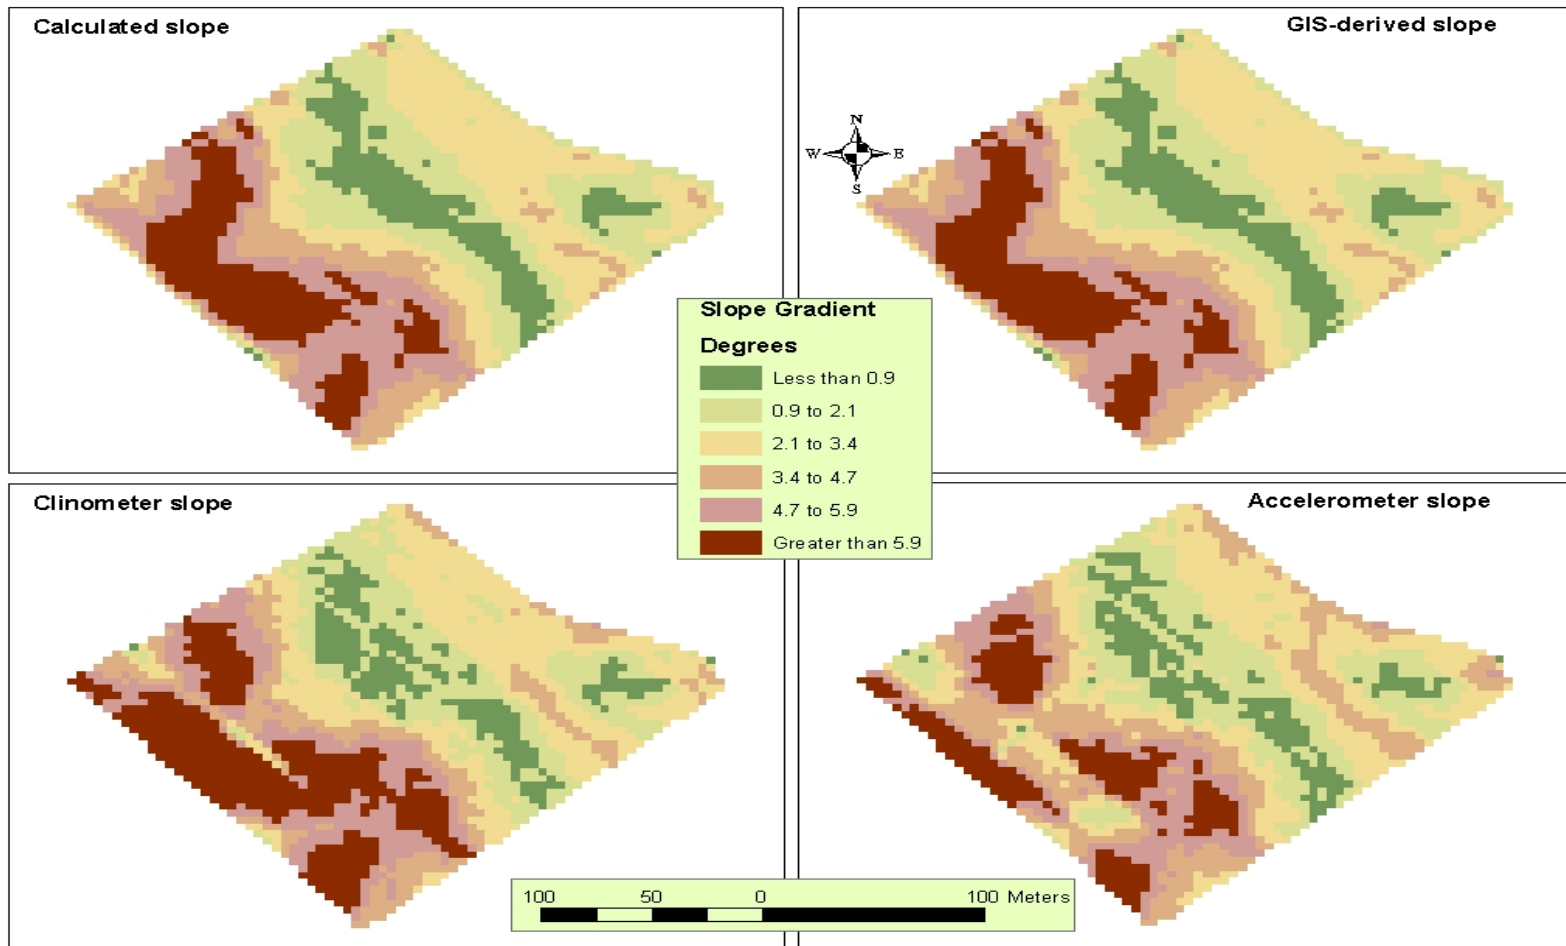 Calculated slope
GIS-derived slope
N
W E
S
Slope Gradient
Degrees
Less than 0.9
0.9 to 2.1
2.1 to 3.4
3.4 to 4.7
4.7 to 5.9
Greater than 5.9
Clinometer slope
Accelerometer slope
100 50 0 100 Meters